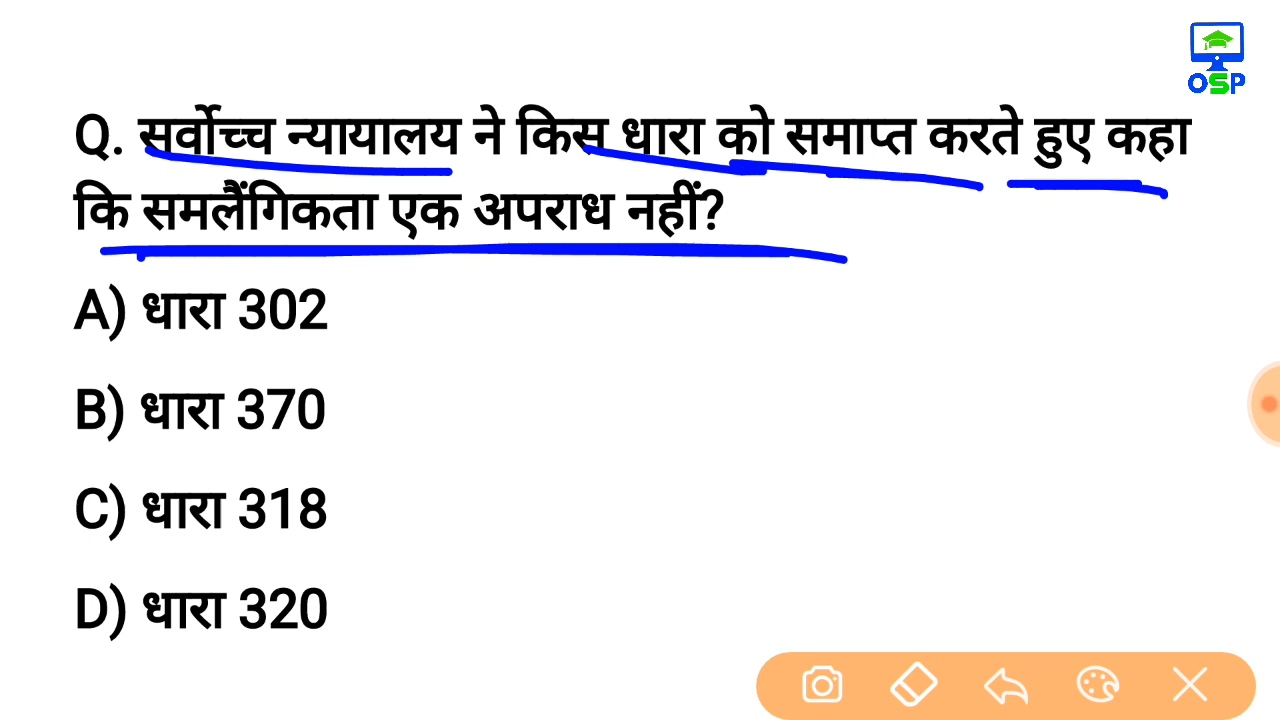 OSP
Q. सर्वोच्च न्यायालय ने किस धारा को समाप्त करते हुए कहा
कि समलैंगिकता एक अपराध नहीं?
A) धारा 302
B) धारा 370
C) धारा 318
D) धारा 320